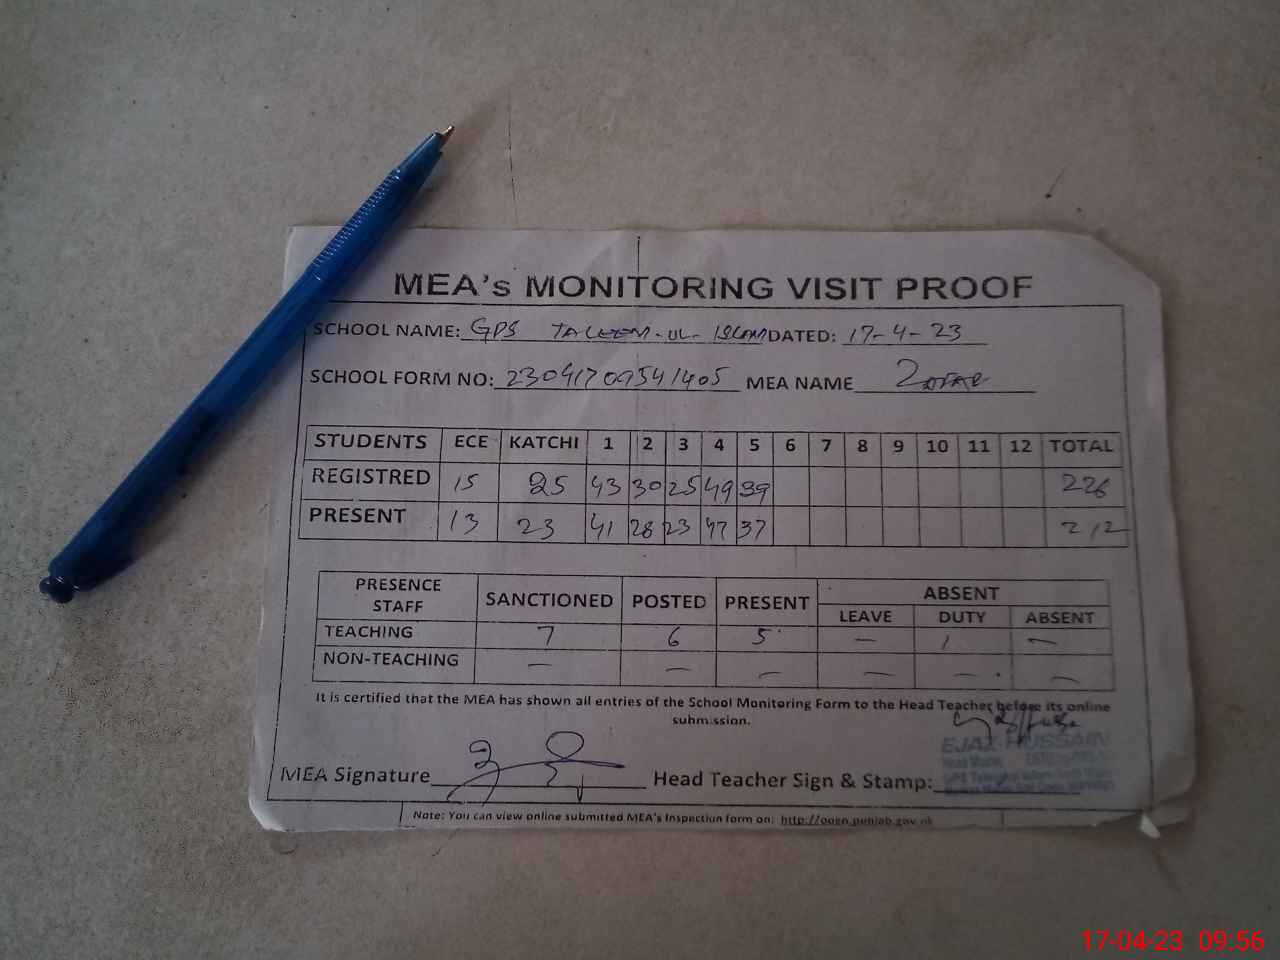 MEA's MONITORING VISIT PROOF
SCHOOL NAME: GPS TALEEM-UL-ISLAM DATED: 17-4-23
SCHOOL FORM NO: 23041709541405 MEA NAME
STUDENTS ECE KATCHI 1 2 3 4 5 6 7 8 9 10 11 12 TOTAL
REGISTRED 15 25 43 30 25 49 39 226
PRESENT 13 23 41 28 23 47 37 212
PRESENCE STAFF SANCTIONED POSTED PRESENT ABSENT
LEAVE DUTY ABSENT
TEACHING 7 6 5 — 1 —
NON-TEACHING — — — — — —
It is certified that the MEA has shown all entries of the School Monitoring Form to the Head Teacher before its online
submission.
EJAZ HUSSAIN
MEA Signature Head Teacher Sign & Stamp:
Note: You can view online submitted MEA's Inspection form on: http://open.punjab.gov.pk
17-04-23 09:56